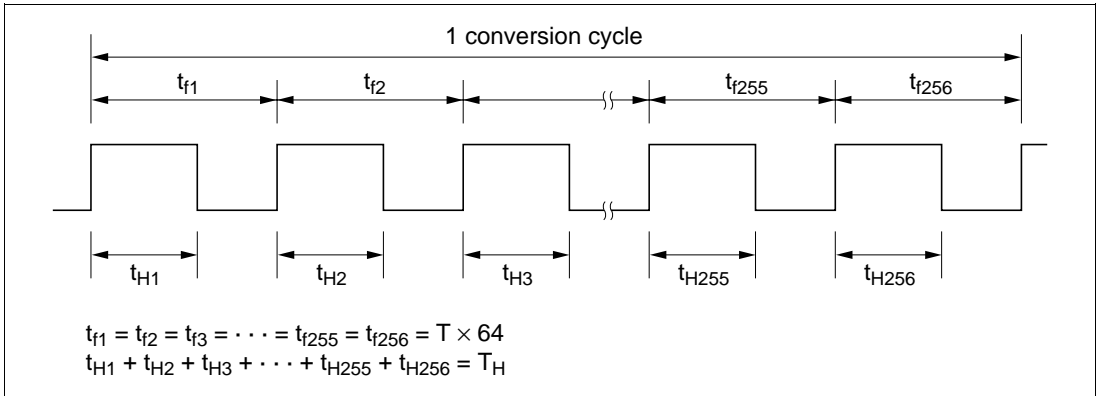 1 conversion cycle
tf1 tf2 tf255 tf256
tH1 tH2 tH3 tH255 tH256
tf1 = tf2 = tf3 = · · · = tf255 = tf256 = T × 64
tH1 + tH2 + tH3 + · · · + tH255 + tH256 = TH